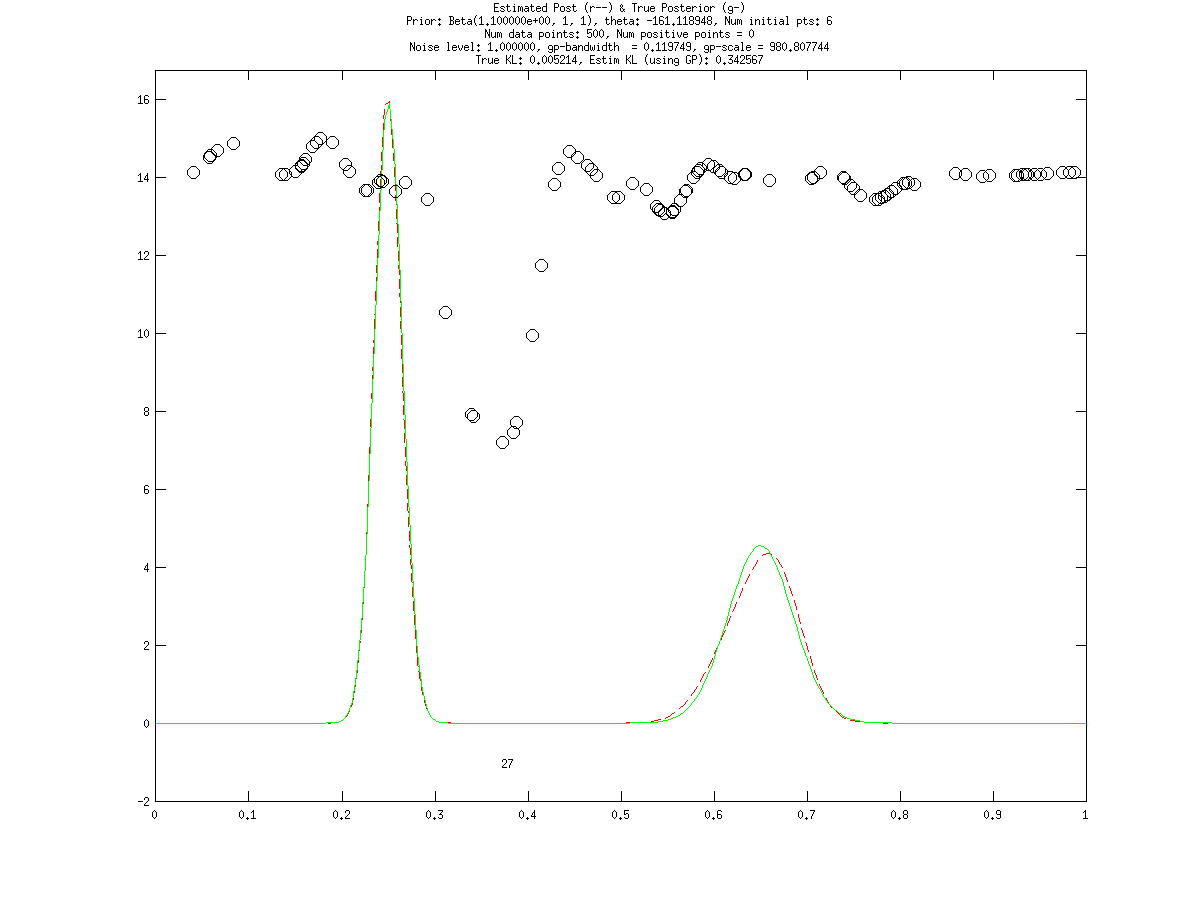 Estimated Post (r--) & True Posterior (g-)
Prior: Beta(1.100000e+00, 1, 1), theta: -161.118948, Num initial pts: 6
Num data points: 500, Num positive points = 0
Noise level: 1.000000, gp-bandwidth  = 0.119749, gp-scale = 980.807744
True KL: 0.005214, Estim KL (using GP): 0.342567
16
14
12
10
8
6
4
2
0
27
-2
0 0.1 0.2 0.3 0.4 0.5 0.6 0.7 0.8 0.9 1